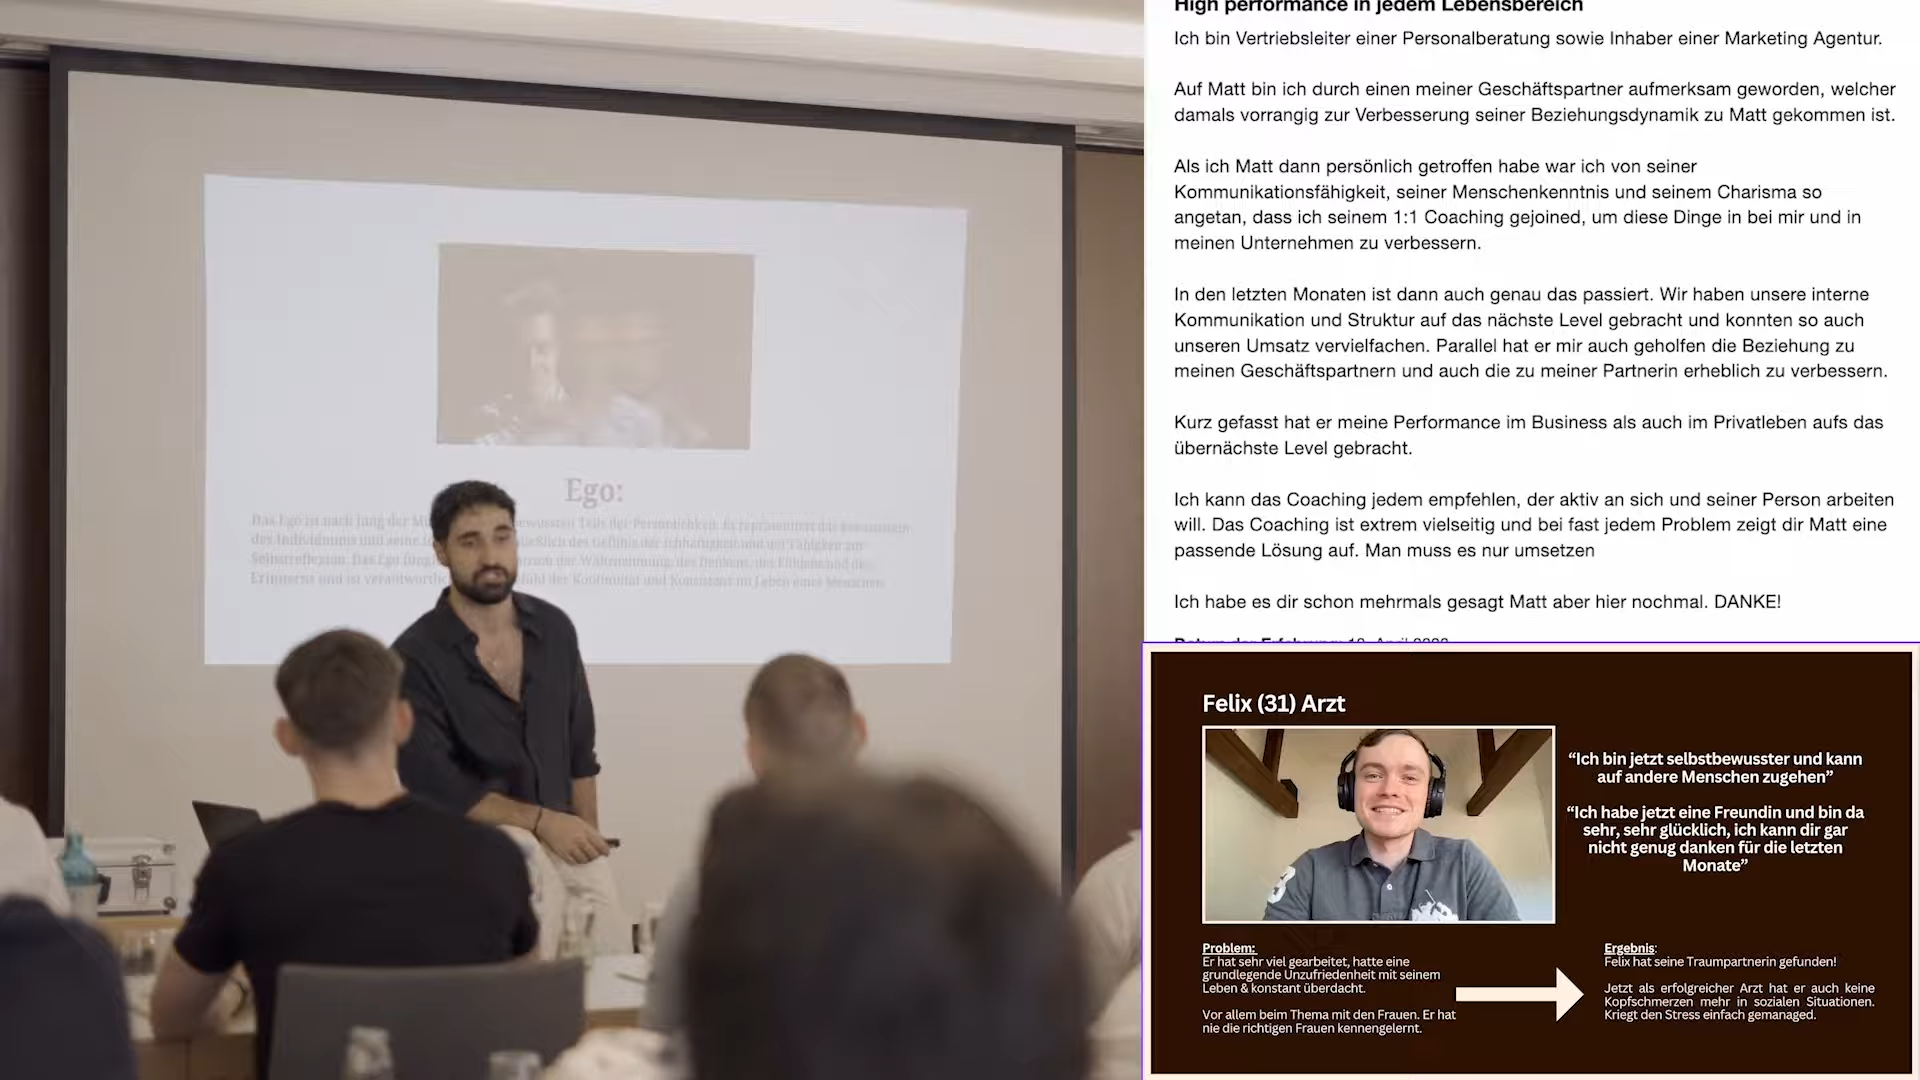 Ego:
High performance in jedem Lebensbereich
Ich bin Vertriebsleiter einer Personalberatung sowie Inhaber einer Marketing Agentur.
Auf Matt bin ich durch einen meiner Geschäftspartner aufmerksam geworden, welcher
damals vorrangig zur Verbesserung seiner Beziehungsdynamik zu Matt gekommen ist.
Als ich Matt dann persönlich getroffen habe war ich von seiner
Kommunikationsfähigkeit, seiner Menschenkenntnis und seinem Charisma so
angetan, dass ich seinem 1:1 Coaching gejoined, um diese Dinge in bei mir und in
meinen Unternehmen zu verbessern.
In den letzten Monaten ist dann auch genau das passiert. Wir haben unsere interne
Kommunikation und Struktur auf das nächste Level gebracht und konnten so auch
unseren Umsatz vervielfachen. Parallel hat er mir auch geholfen die Beziehung zu
meinen Geschäftspartnern und auch die zu meiner Partnerin erheblich zu verbessern.
Kurz gefasst hat er meine Performance im Business als auch im Privatleben aufs das
übernächste Level gebracht.
Ich kann das Coaching jedem empfehlen, der aktiv an sich und seiner Person arbeiten
will. Das Coaching ist extrem vielseitig und bei fast jedem Problem zeigt dir Matt eine
passende Lösung auf. Man muss es nur umsetzen
Ich habe es dir schon mehrmals gesagt Matt aber hier nochmal. DANKE!
Felix (31) Arzt
“Ich bin jetzt selbstbewusster und kann
auf andere Menschen zugehen”
“Ich habe jetzt eine Freundin und bin da
sehr, sehr glücklich, ich kann dir gar
nicht genug danken für die letzten
Monate”
Problem:
Er hat sehr viel gearbeitet, hatte eine
grundlegende Unzufriedenheit mit seinem
Leben & konstant überdacht.
Vor allem beim Thema mit den Frauen. Er hat
nie die richtigen Frauen kennengelernt.
Ergebnis:
Felix hat seine Traumpartnerin gefunden!
Jetzt als erfolgreicher Arzt hat er auch keine
Kopfschmerzen mehr in sozialen Situationen.
Kriegt den Stress einfach gemanaged.